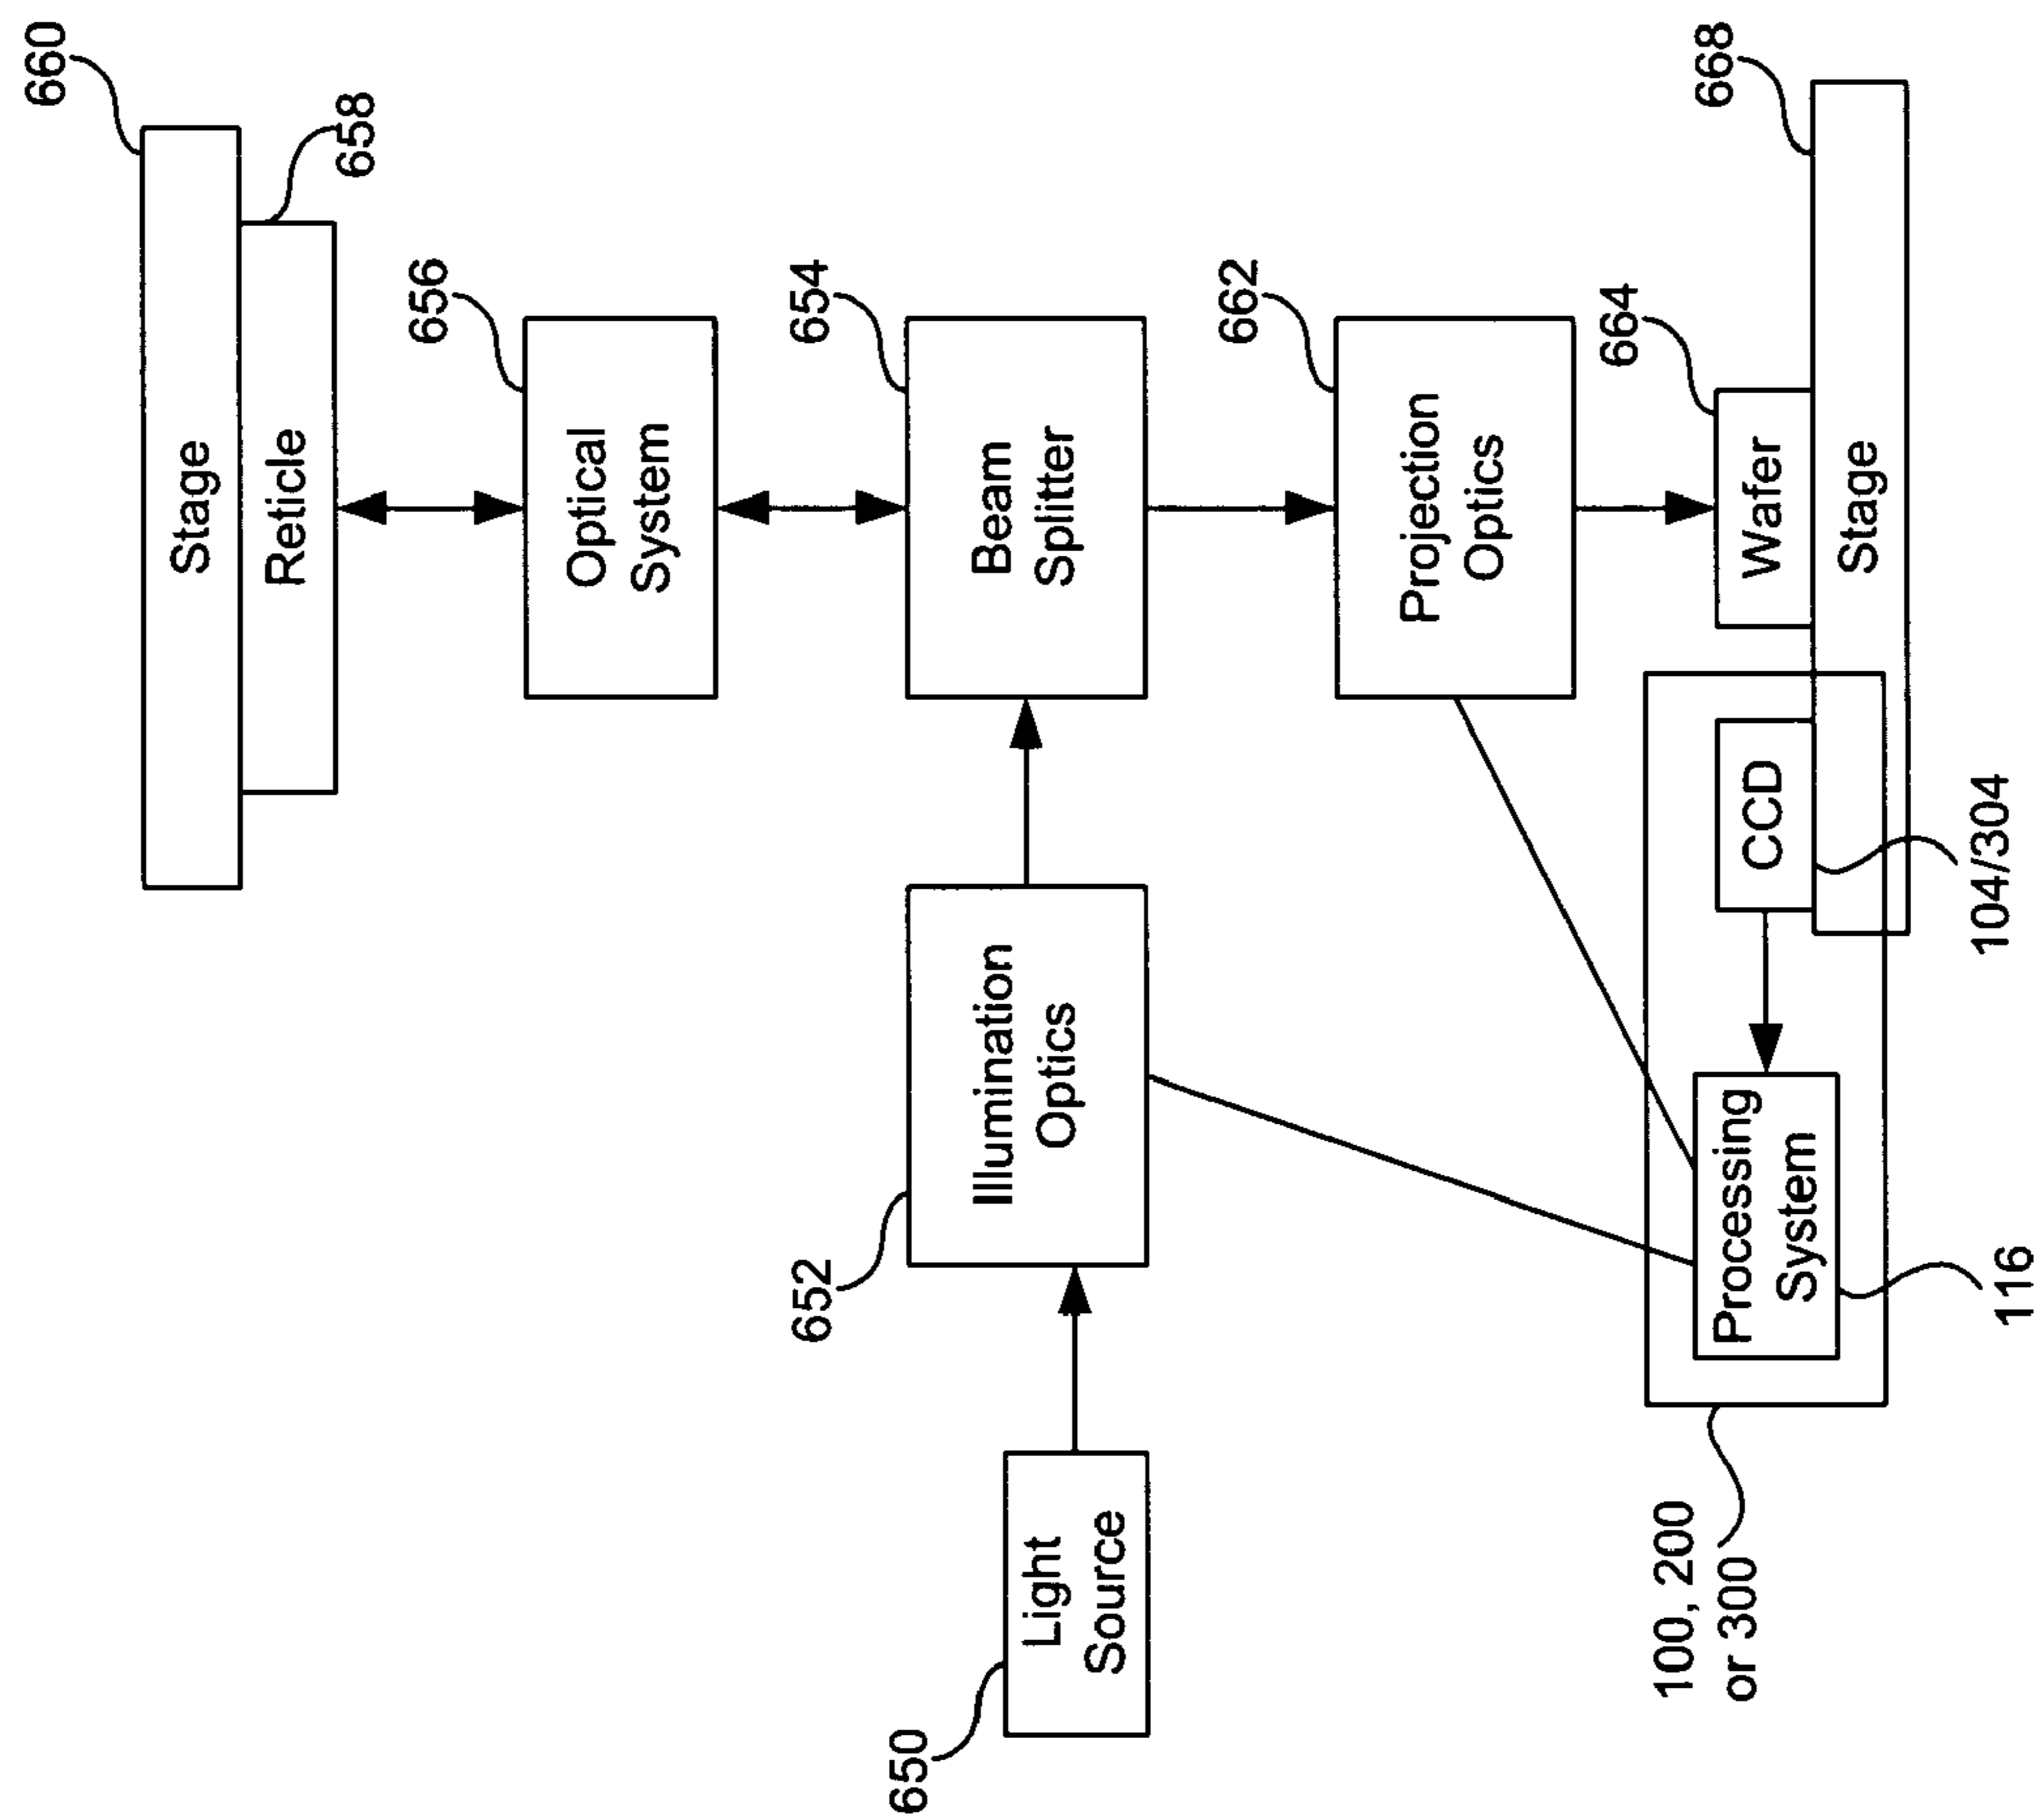 660
Stage
Reticle
658
656
Optical
System
654
Beam
Splitter
652
Illumination
Optics
650
Light
Source
662
Projection
Optics
664
Wafer
668
Stage
CCD
104/304
Processing
System
116
100, 200
or 300